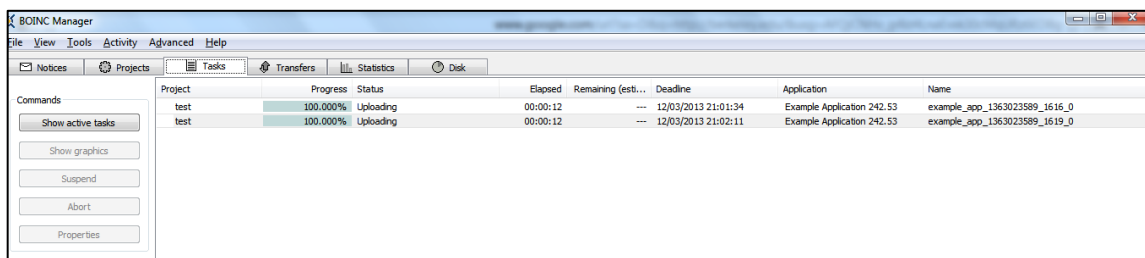 BOINC Manager
File View Tools Activity Advanced Help
Notices Projects Tasks Transfers Statistics Disk
Commands
Show active tasks
Show graphics
Suspend
Abort
Properties
Project Progress Status Elapsed Remaining (esti... Deadline Application Name
test 100.000% Uploading 00:00:12 --- 12/03/2013 21:01:34 Example Application 242.53 example_app_1363023589_1616_0
test 100.000% Uploading 00:00:12 --- 12/03/2013 21:02:11 Example Application 242.53 example_app_1363023589_1619_0